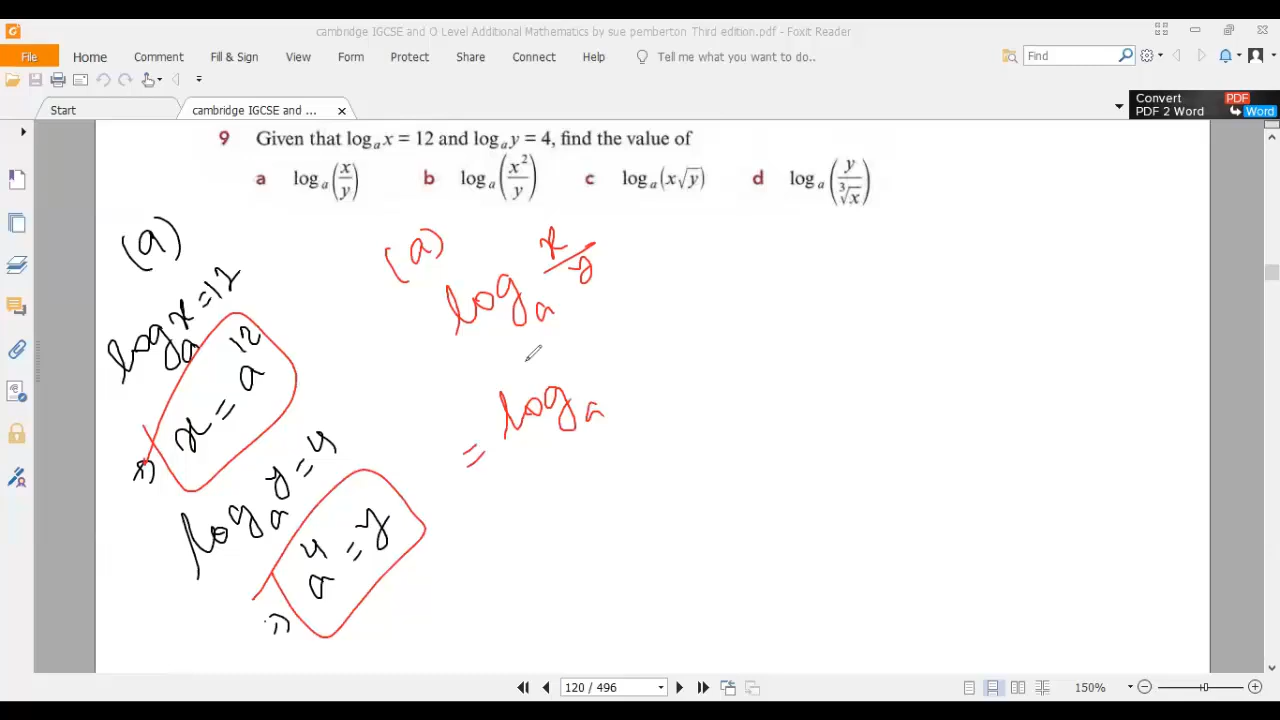 cambridge IGCSE and O Level Additional Mathematics by sue pemberton Third edition.pdf - Foxit Reader
File Home Comment Fill & Sign View Form Protect Share Connect Help Tell me what you want to do.. Find
Start cambridge IGCSE and ... Convert PDF
PDF 2 Word Word
9 Given that logₐ x = 12 and logₐ y = 4, find the value of
a logₐ(x/y) b logₐ(x²/y) c logₐ(x√y) d logₐ(y/∛x)
(a)
logₐ x = 12
⇒ x = a¹²
logₐ y = 4
⇒ a⁴ = y
(a)
logₐ x/y
= logₐ
120 / 496 150%